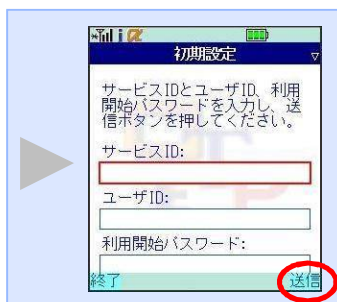 初期設定
サービスIDとユーザID、利用
開始パスワードを入力し、送
信ボタンを押してください。
サービスID:
ユーザID:
利用開始パスワード:
終了 送信